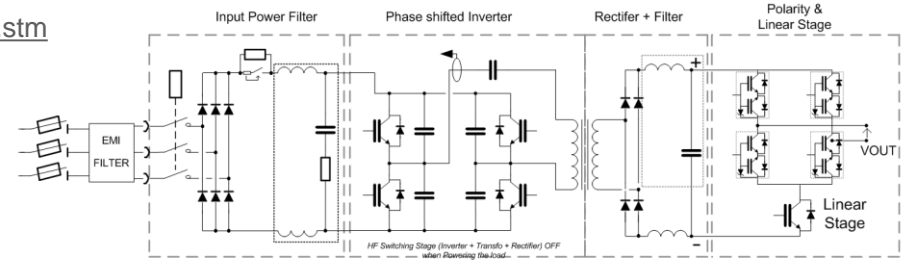 .stm
Input Power Filter
Phase shifted Inverter
Rectifer + Filter
Polarity &
Linear Stage
EMI
FILTER
+
VOUT
Linear
Stage
HF Switching Stage (Inverter + Transfo + Rectifier) OFF
when Powering the load
–